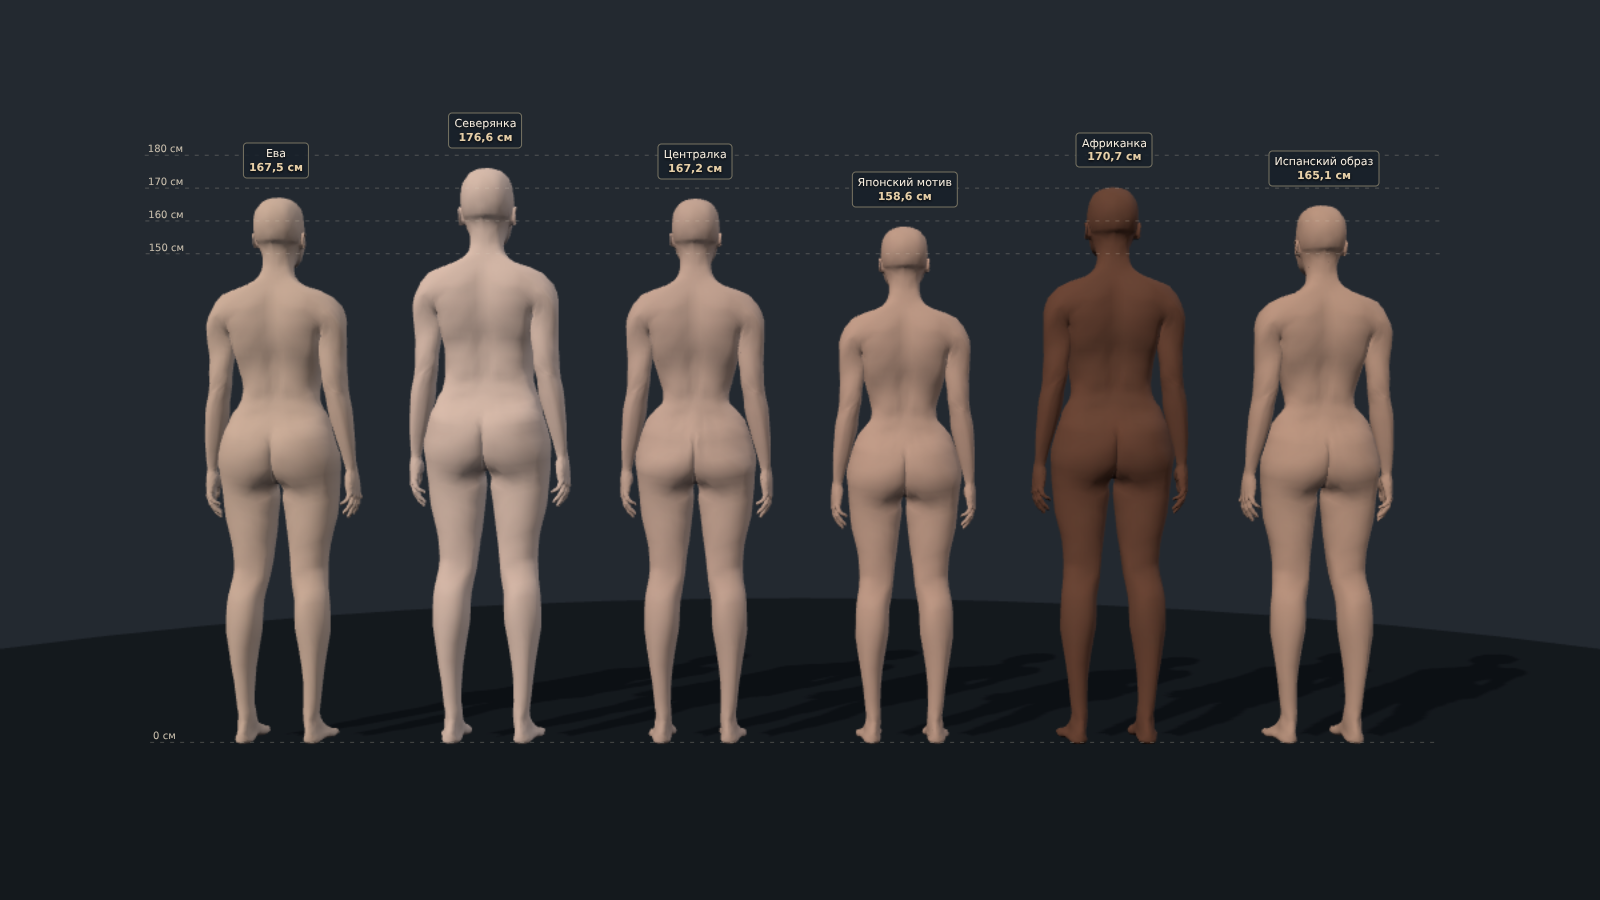 Ева
167,5 см
Северянка
176,6 см
Централка
167,2 см
Японский мотив
158,6 см
Африканка
170,7 см
Испанский образ
165,1 см
180 см
170 см
160 см
150 см
0 см